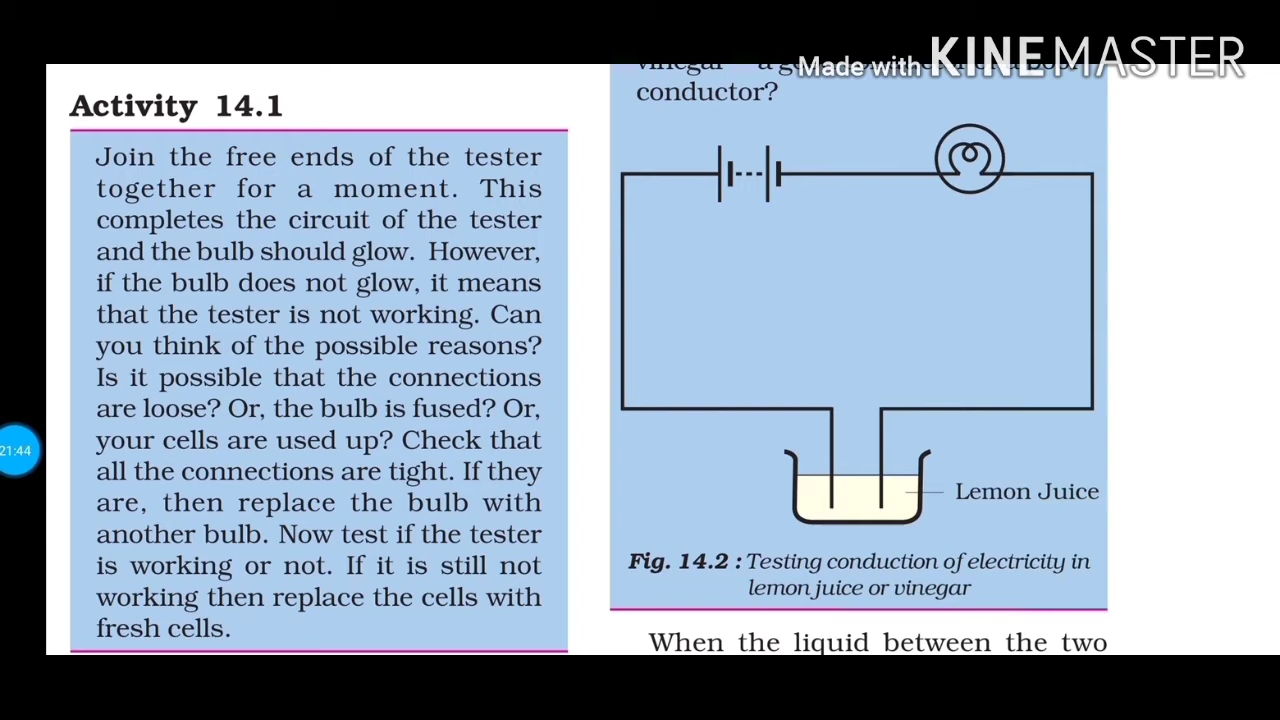 Made with KINEMASTER
Activity 14.1
Join the free ends of the tester
together for a moment. This
completes the circuit of the tester
and the bulb should glow. However,
if the bulb does not glow, it means
that the tester is not working. Can
you think of the possible reasons?
Is it possible that the connections
are loose? Or, the bulb is fused? Or,
your cells are used up? Check that
all the connections are tight. If they
are, then replace the bulb with
another bulb. Now test if the tester
is working or not. If it is still not
working then replace the cells with
fresh cells.
21:44
vinegar
conductor?
Lemon Juice
Fig. 14.2 : Testing conduction of electricity in
lemon juice or vinegar
When the liquid between the two